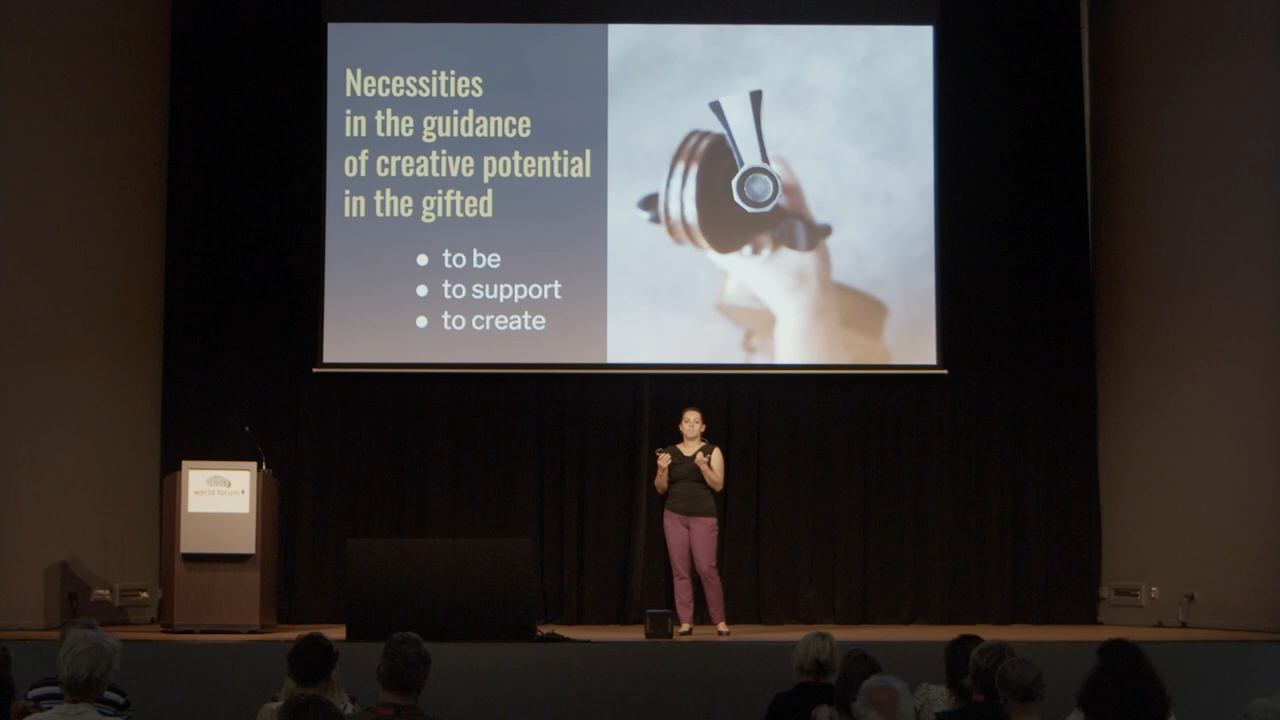 Necessities
in the guidance
of creative potential
in the gifted
● to be
● to support
● to create
world forum